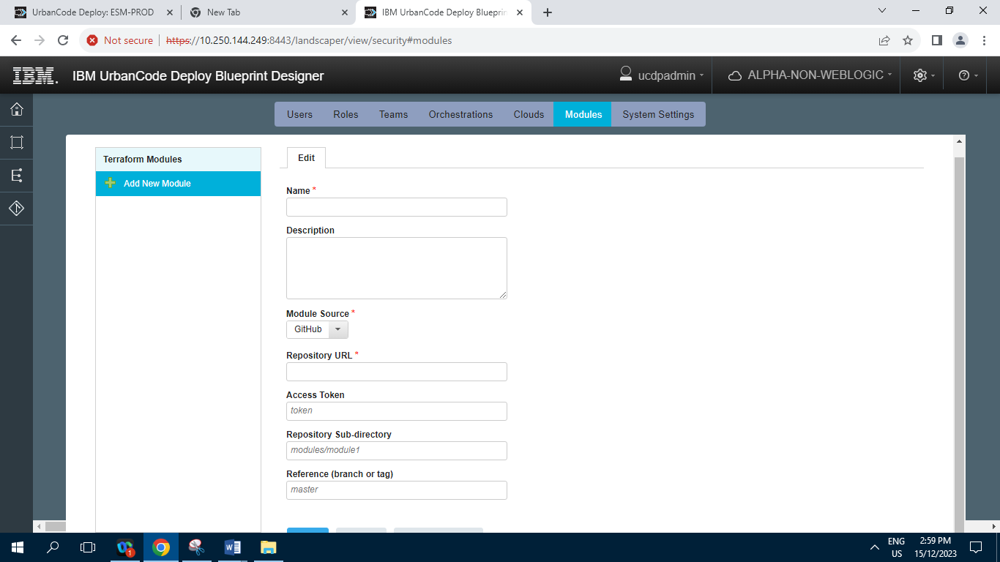 UrbanCode Deploy: ESM-PROD
New Tab
IBM UrbanCode Deploy Blueprin
Not secure https://10.250.144.249:8443/landscaper/view/security#modules
IBM. IBM UrbanCode Deploy Blueprint Designer
ucdpadmin
ALPHA-NON-WEBLOGIC
Users Roles Teams Orchestrations Clouds Modules System Settings
Terraform Modules
Add New Module
Edit
Name *
Description
Module Source *
GitHub
Repository URL *
Access Token
token
Repository Sub-directory
modules/module1
Reference (branch or tag)
master
1
ENG
US
2:59 PM
15/12/2023